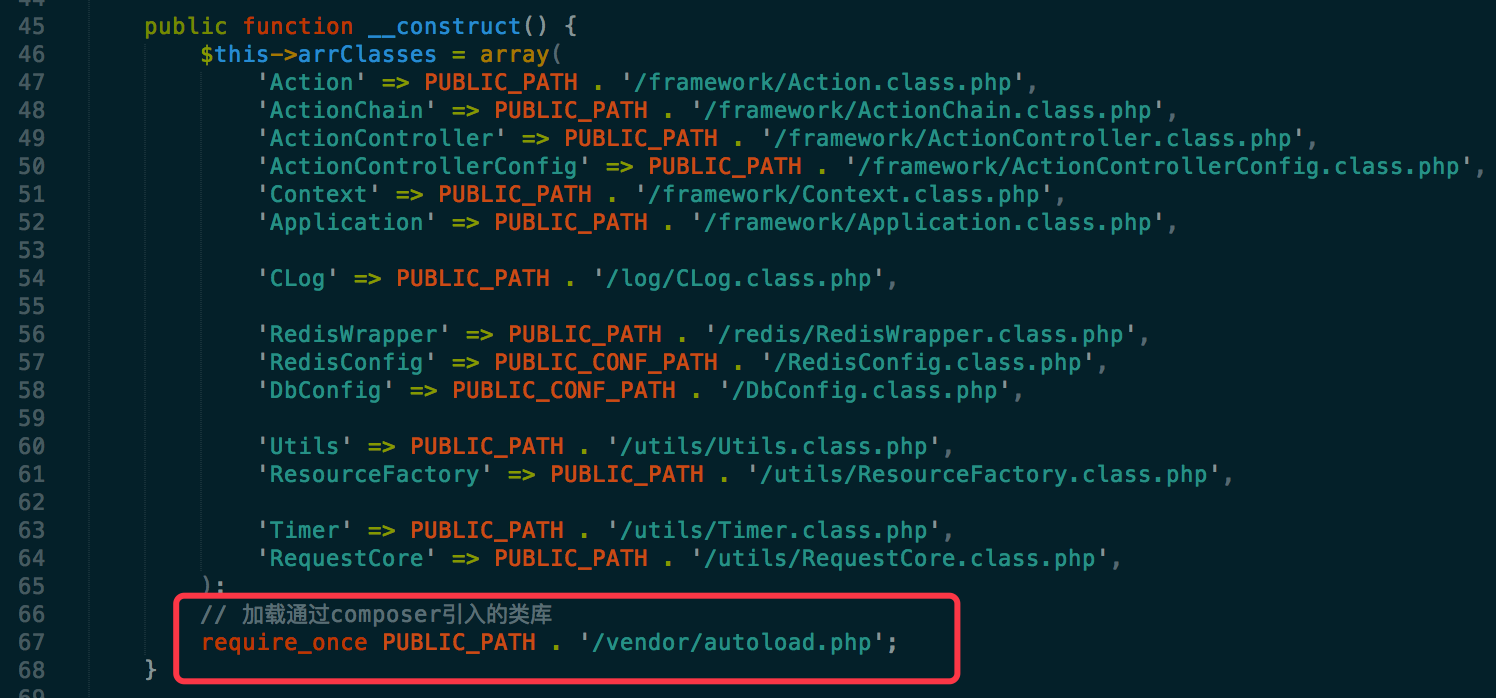 44
45 public function __construct() {
46 $this->arrClasses = array(
47 'Action' => PUBLIC_PATH . '/framework/Action.class.php',
48 'ActionChain' => PUBLIC_PATH . '/framework/ActionChain.class.php',
49 'ActionController' => PUBLIC_PATH . '/framework/ActionController.class.php',
50 'ActionControllerConfig' => PUBLIC_PATH . '/framework/ActionControllerConfig.class.php',
51 'Context' => PUBLIC_PATH . '/framework/Context.class.php',
52 'Application' => PUBLIC_PATH . '/framework/Application.class.php',
53
54 'CLog' => PUBLIC_PATH . '/log/CLog.class.php',
55
56 'RedisWrapper' => PUBLIC_PATH . '/redis/RedisWrapper.class.php',
57 'RedisConfig' => PUBLIC_CONF_PATH . '/RedisConfig.class.php',
58 'DbConfig' => PUBLIC_CONF_PATH . '/DbConfig.class.php',
59
60 'Utils' => PUBLIC_PATH . '/utils/Utils.class.php',
61 'ResourceFactory' => PUBLIC_PATH . '/utils/ResourceFactory.class.php',
62
63 'Timer' => PUBLIC_PATH . '/utils/Timer.class.php',
64 'RequestCore' => PUBLIC_PATH . '/utils/RequestCore.class.php',
65 );
66 // 加载通过composer引入的类库
67 require_once PUBLIC_PATH . '/vendor/autoload.php';
68 }
69